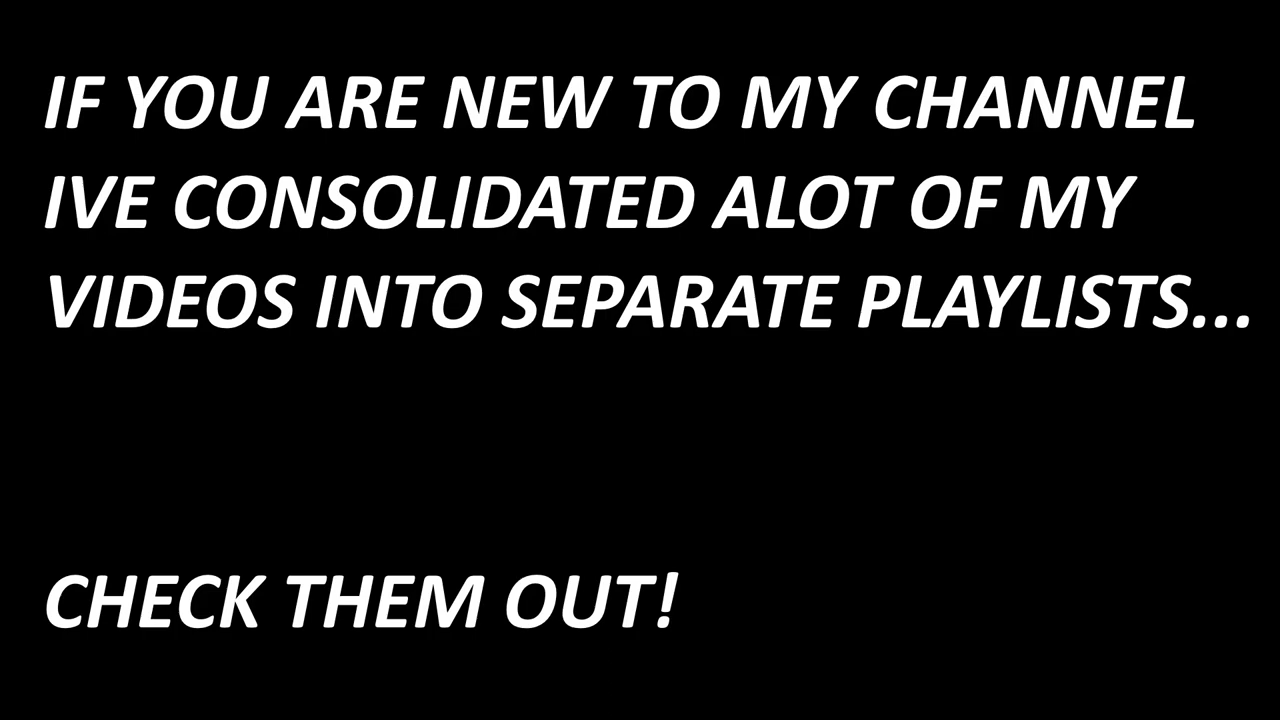 IF YOU ARE NEW TO MY CHANNEL
IVE CONSOLIDATED ALOT OF MY
VIDEOS INTO SEPARATE PLAYLISTS...
CHECK THEM OUT!